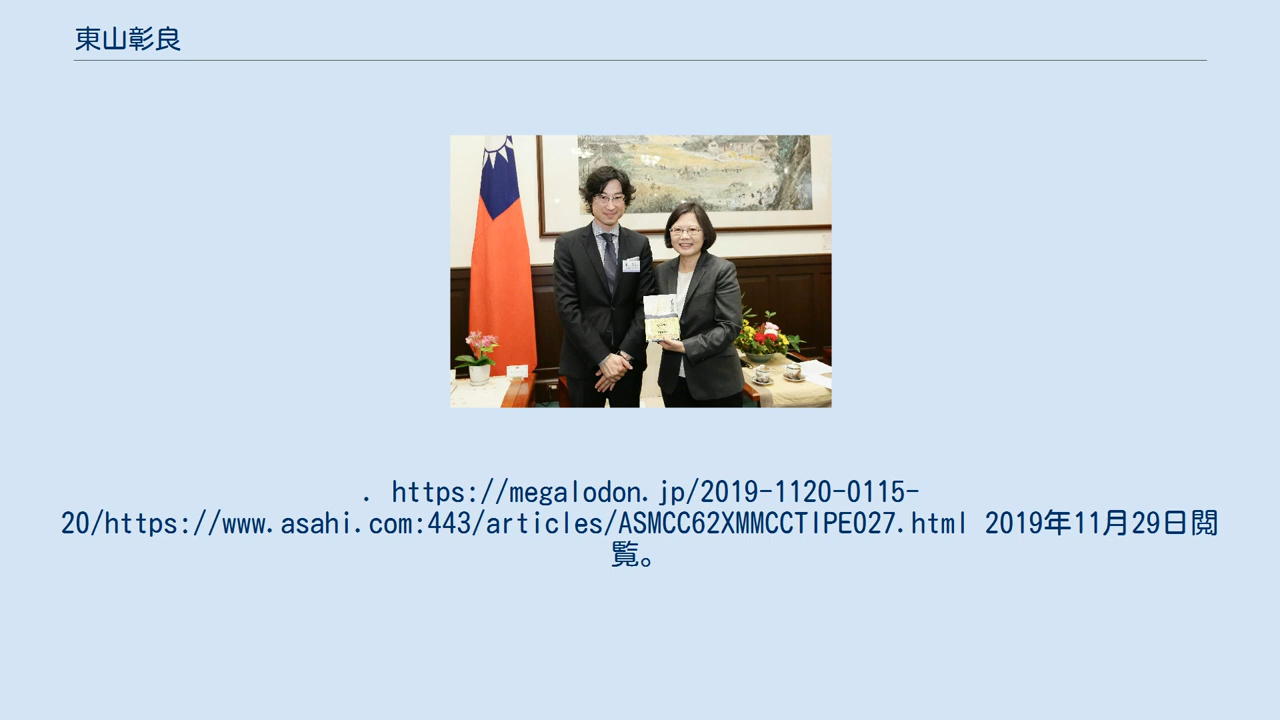 東山彰良
. https://megalodon.jp/2019-1120-0115-
20/https://www.asahi.com:443/articles/ASMCC62XMMCCTIPE027.html 2019年11月29日閲
覧。